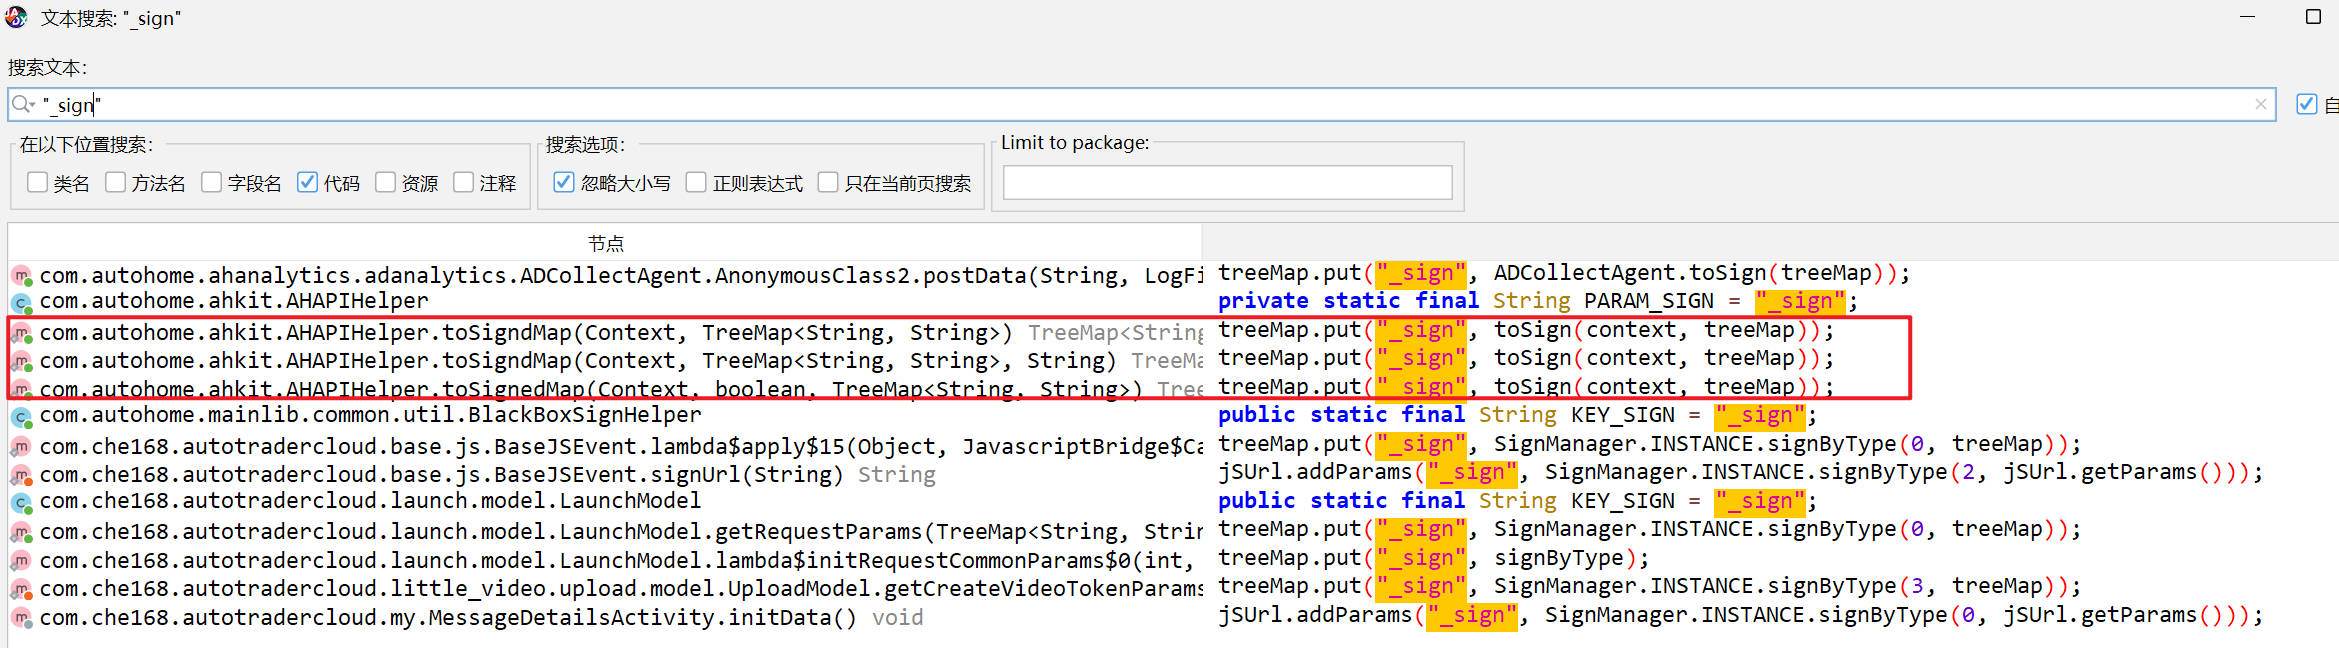 文本搜索: "_sign"
搜索文本:
"_sign"
自
在以下位置搜索:
搜索选项:
Limit to package:
类名 方法名 字段名 代码 资源 注释
忽略大小写 正则表达式 只在当前页搜索
节点
com.autohome.ahanalytics.adanalytics.ADCollectAgent.AnonymousClass2.postData(String, LogFi treeMap.put("_sign", ADCollectAgent.toSign(treeMap));
com.autohome.ahkit.AHAPIHelper private static final String PARAM_SIGN = "_sign";
com.autohome.ahkit.AHAPIHelper.toSigndMap(Context, TreeMap<String, String>) TreeMap<String treeMap.put("_sign", toSign(context, treeMap));
com.autohome.ahkit.AHAPIHelper.toSigndMap(Context, TreeMap<String, String>, String) TreeMa treeMap.put("_sign", toSign(context, treeMap));
com.autohome.ahkit.AHAPIHelper.toSignedMap(Context, boolean, TreeMap<String, String>) Tree treeMap.put("_sign", toSign(context, treeMap));
com.autohome.mainlib.common.util.BlackBoxSignHelper public static final String KEY_SIGN = "_sign";
com.che168.autotradercloud.base.js.BaseJSEvent.lambda$apply$15(Object, JavascriptBridge$Ca treeMap.put("_sign", SignManager.INSTANCE.signByType(0, treeMap));
com.che168.autotradercloud.base.js.BaseJSEvent.signUrl(String) String jSUrl.addParams("_sign", SignManager.INSTANCE.signByType(2, jSUrl.getParams()));
com.che168.autotradercloud.launch.model.LaunchModel public static final String KEY_SIGN = "_sign";
com.che168.autotradercloud.launch.model.LaunchModel.getRequestParams(TreeMap<String, Strin treeMap.put("_sign", SignManager.INSTANCE.signByType(0, treeMap));
com.che168.autotradercloud.launch.model.LaunchModel.lambda$initRequestCommonParams$0(int, treeMap.put("_sign", signByType);
com.che168.autotradercloud.little_video.upload.model.UploadModel.getCreateVideoTokenParams treeMap.put("_sign", SignManager.INSTANCE.signByType(3, treeMap));
com.che168.autotradercloud.my.MessageDetailsActivity.initData() void jSUrl.addParams("_sign", SignManager.INSTANCE.signByType(0, jSUrl.getParams()));